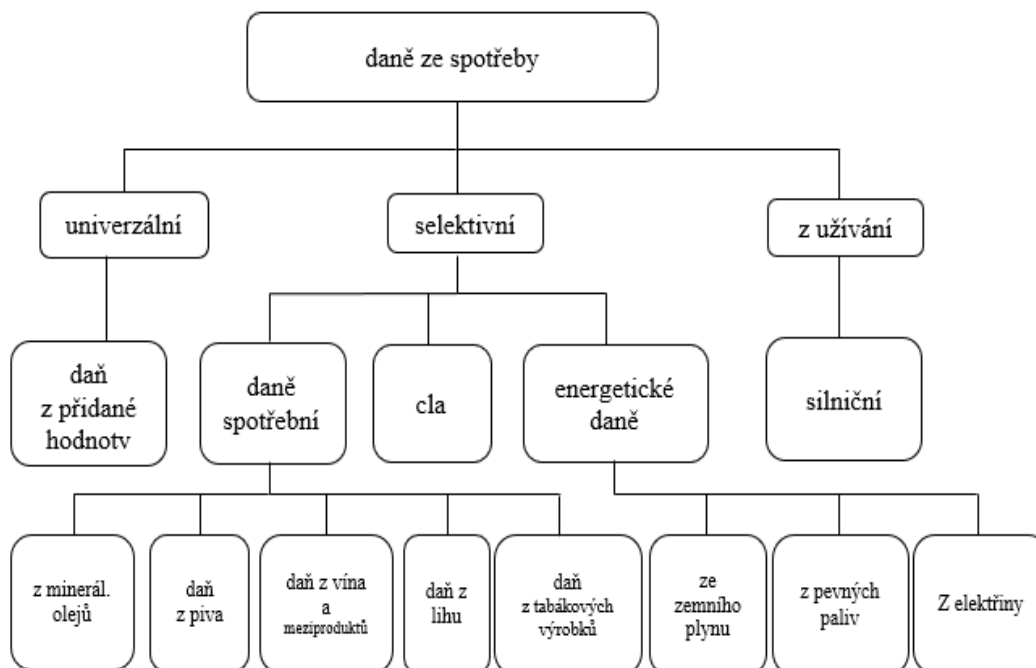 daně ze spotřeby
univerzální
selektivní
z užívání
daň
z přidané
hodnotv
daně
spotřební
cla
energetické
daně
silniční
z minerál.
olejů
daň
z piva
daň z vína
a
meziproduktů
daň z
lihu
daň
z tabákových
výrobků
ze
zemního
plynu
z pevných
paliv
Z elektřiny